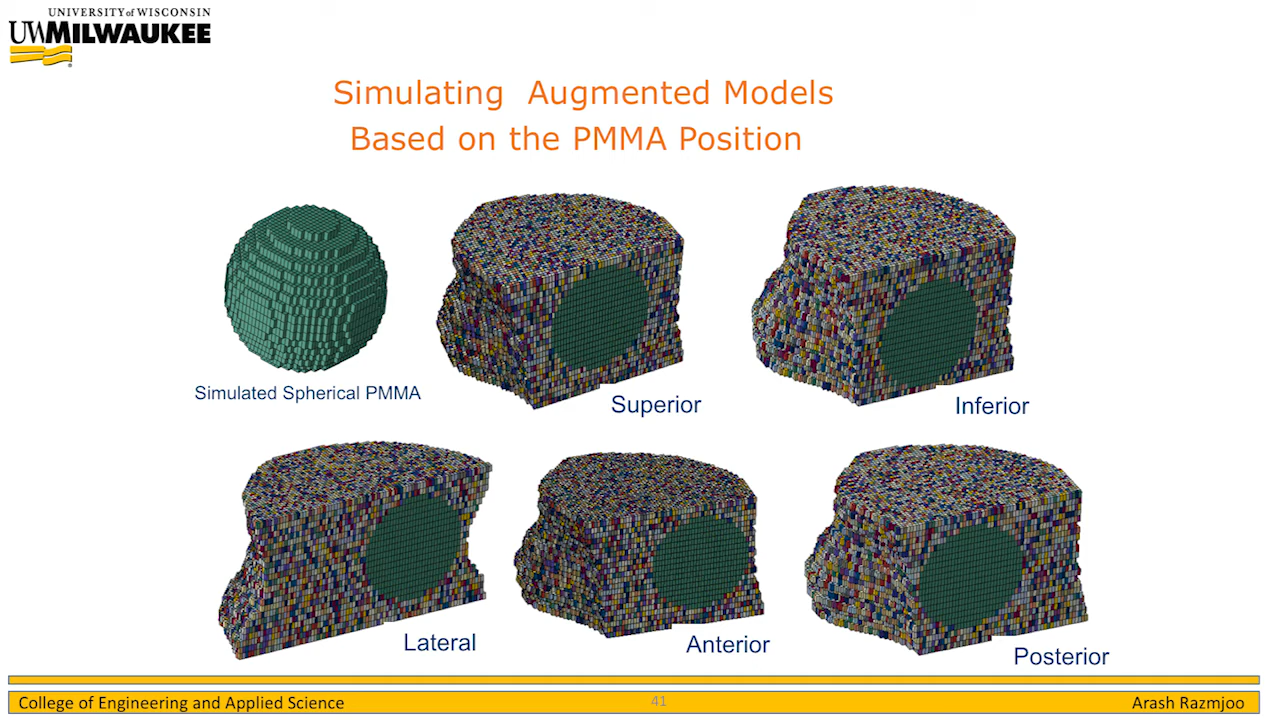 UNIVERSITY of WISCONSIN
UWMILWAUKEE
Simulating Augmented Models
Based on the PMMA Position
Simulated Spherical PMMA
Superior
Inferior
Lateral
Anterior
Posterior
College of Engineering and Applied Science
41
Arash Razmjoo